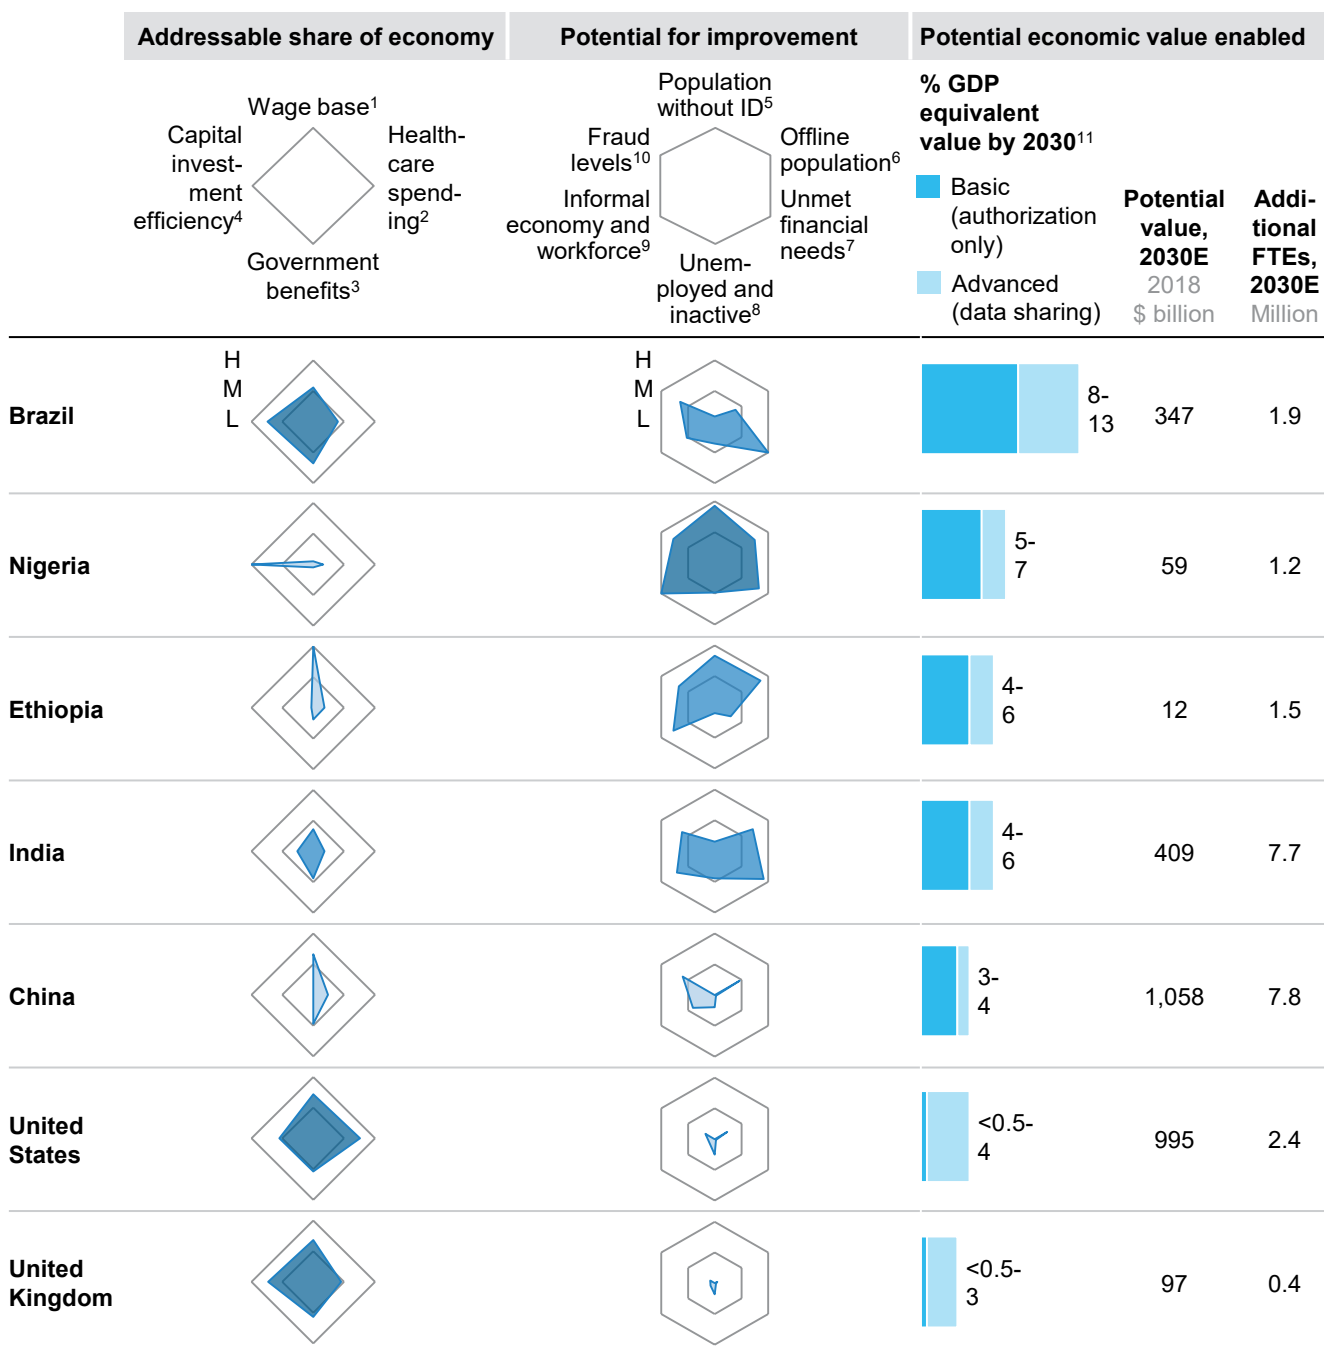 Addressable share of economy
Potential for improvement
Potential economic value enabled
Wage base1
Capital
invest-
ment
efficiency4
Health-
care
spend-
ing2
Government
benefits3
Population
without ID5
Fraud
levels10
Offline
population6
Informal
economy and
workforce9
Unmet
financial
needs7
Unem-
ployed and
inactive8
% GDP
equivalent
value by 203011
Basic
(authorization
only)
Advanced
(data sharing)
Potential
value,
2030E
2018
$ billion
Addi-
tional
FTEs,
2030E
Million
H
M
L
H
M
L
Brazil
8-
13
347
1.9
Nigeria
5-
7
59
1.2
Ethiopia
4-
6
12
1.5
India
4-
6
409
7.7
China
3-
4
1,058
7.8
United
States
<0.5-
4
995
2.4
United
Kingdom
<0.5-
3
97
0.4